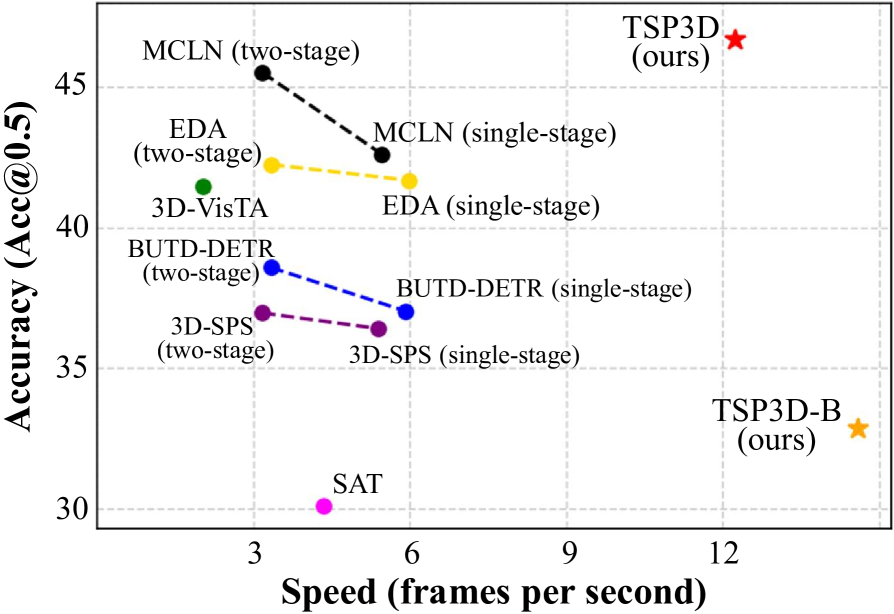 TSP3D
(ours)
MCLN (two-stage)
45
MCLN (single-stage)
EDA
(two-stage)
EDA (single-stage)
3D-VisTA
40
BUTD-DETR
(two-stage)
BUTD-DETR (single-stage)
3D-SPS
(two-stage)
3D-SPS (single-stage)
35
TSP3D-B
(ours)
SAT
30
Accuracy (Acc@0.5)
3 6 9 12
Speed (frames per second)